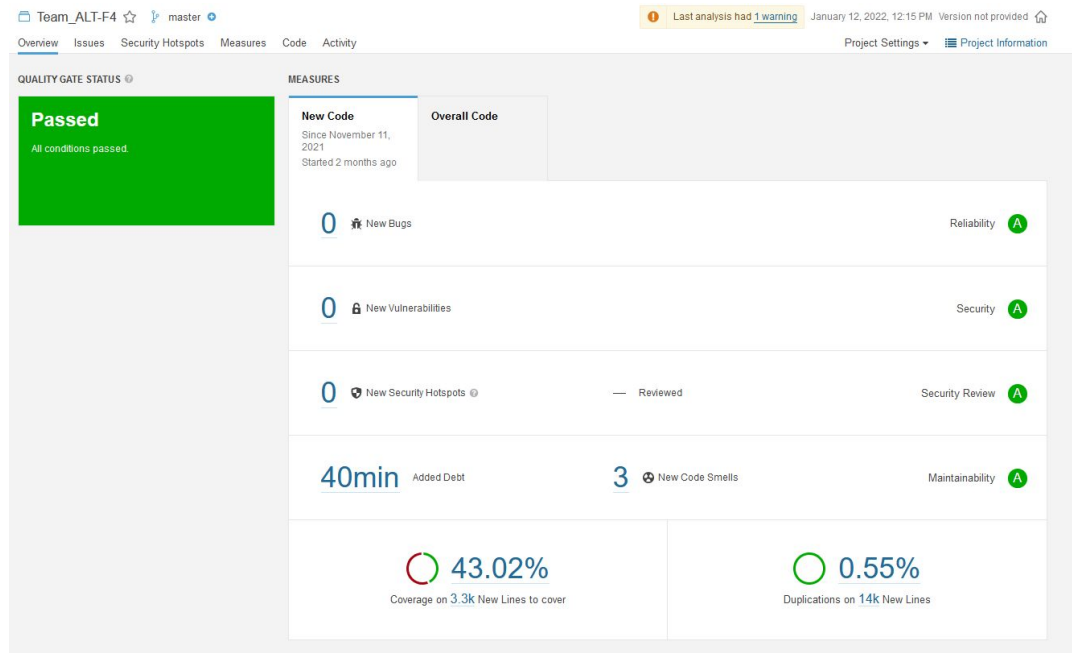 Team_ALT-F4 master
Last analysis had 1 warning January 12, 2022, 12:15 PM Version not provided
Overview Issues Security Hotspots Measures Code Activity
Project Settings Project Information
QUALITY GATE STATUS
Passed
All conditions passed.
MEASURES
New Code
Since November 11,
2021
Started 2 months ago
Overall Code
0 New Bugs
Reliability A
0 New Vulnerabilities
Security A
0 New Security Hotspots
— Reviewed
Security Review A
40min Added Debt
3 New Code Smells
Maintainability A
43.02%
Coverage on 3.3k New Lines to cover
0.55%
Duplications on 14k New Lines